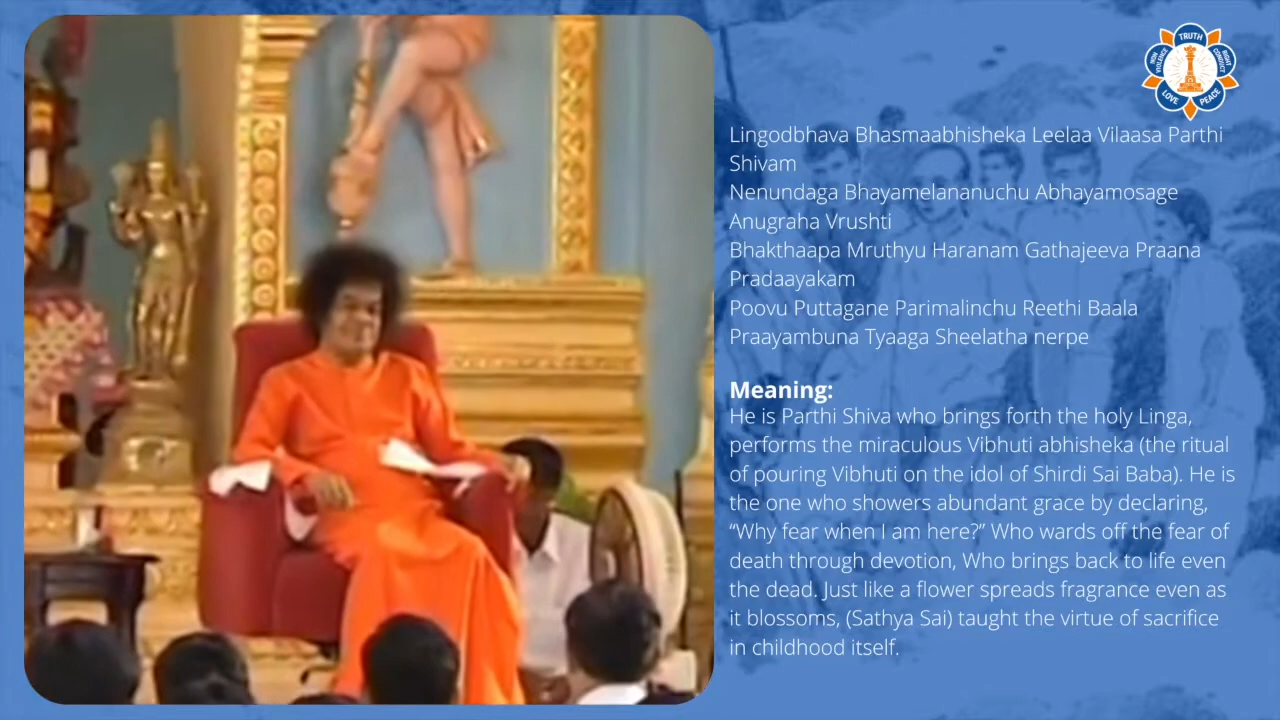 TRUTH
NON VIOLENCE
RIGHT CONDUCT
LOVE
PEACE
Lingodbhava Bhasmaabhisheka Leelaa Vilaasa Parthi
Shivam
Nenundaga Bhayamelananuchu Abhayamosage
Anugraha Vrushti
Bhakthaapa Mruthyu Haranam Gathajeeva Praana
Pradaayakam
Poovu Puttagane Parimalinchu Reethi Baala
Praayambuna Tyaaga Sheelatha nerpe
Meaning:
He is Parthi Shiva who brings forth the holy Linga,
performs the miraculous Vibhuti abhisheka (the ritual
of pouring Vibhuti on the idol of Shirdi Sai Baba). He is
the one who showers abundant grace by declaring,
“Why fear when I am here?” Who wards off the fear of
death through devotion, Who brings back to life even
the dead. Just like a flower spreads fragrance even as
it blossoms, (Sathya Sai) taught the virtue of sacrifice
in childhood itself.